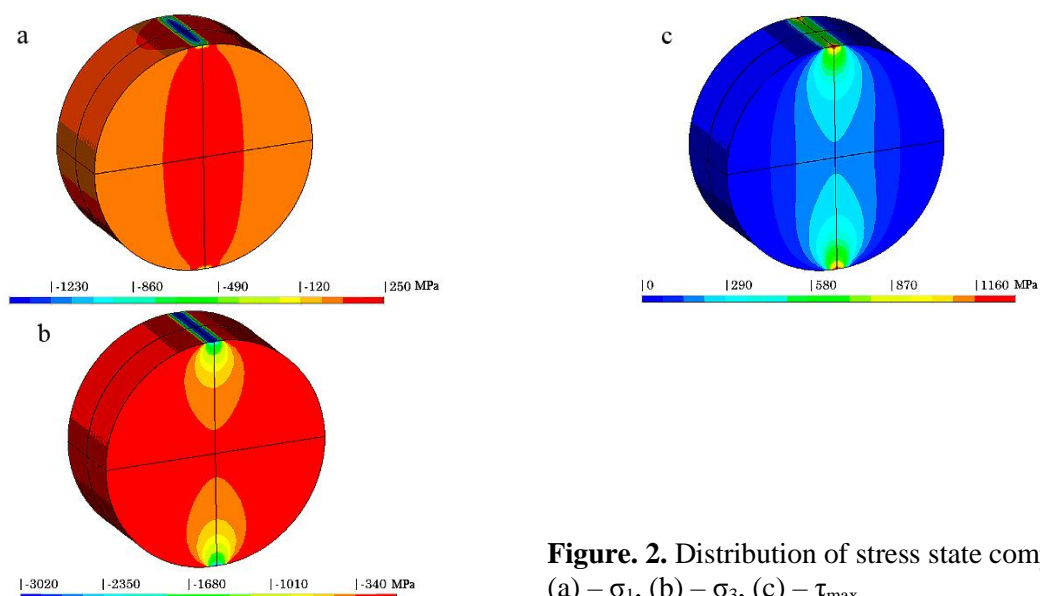 a
c
|-1230 |-860 |-490 |-120 250 MPa
|0 |290 |580 |870 |1160 MPa
b
|-3020 |-2350 |-1680 |-1010 |-340 MPa
Figure. 2. Distribution of stress state
(a) – σ1, (b) – σ3, (c) – τmax